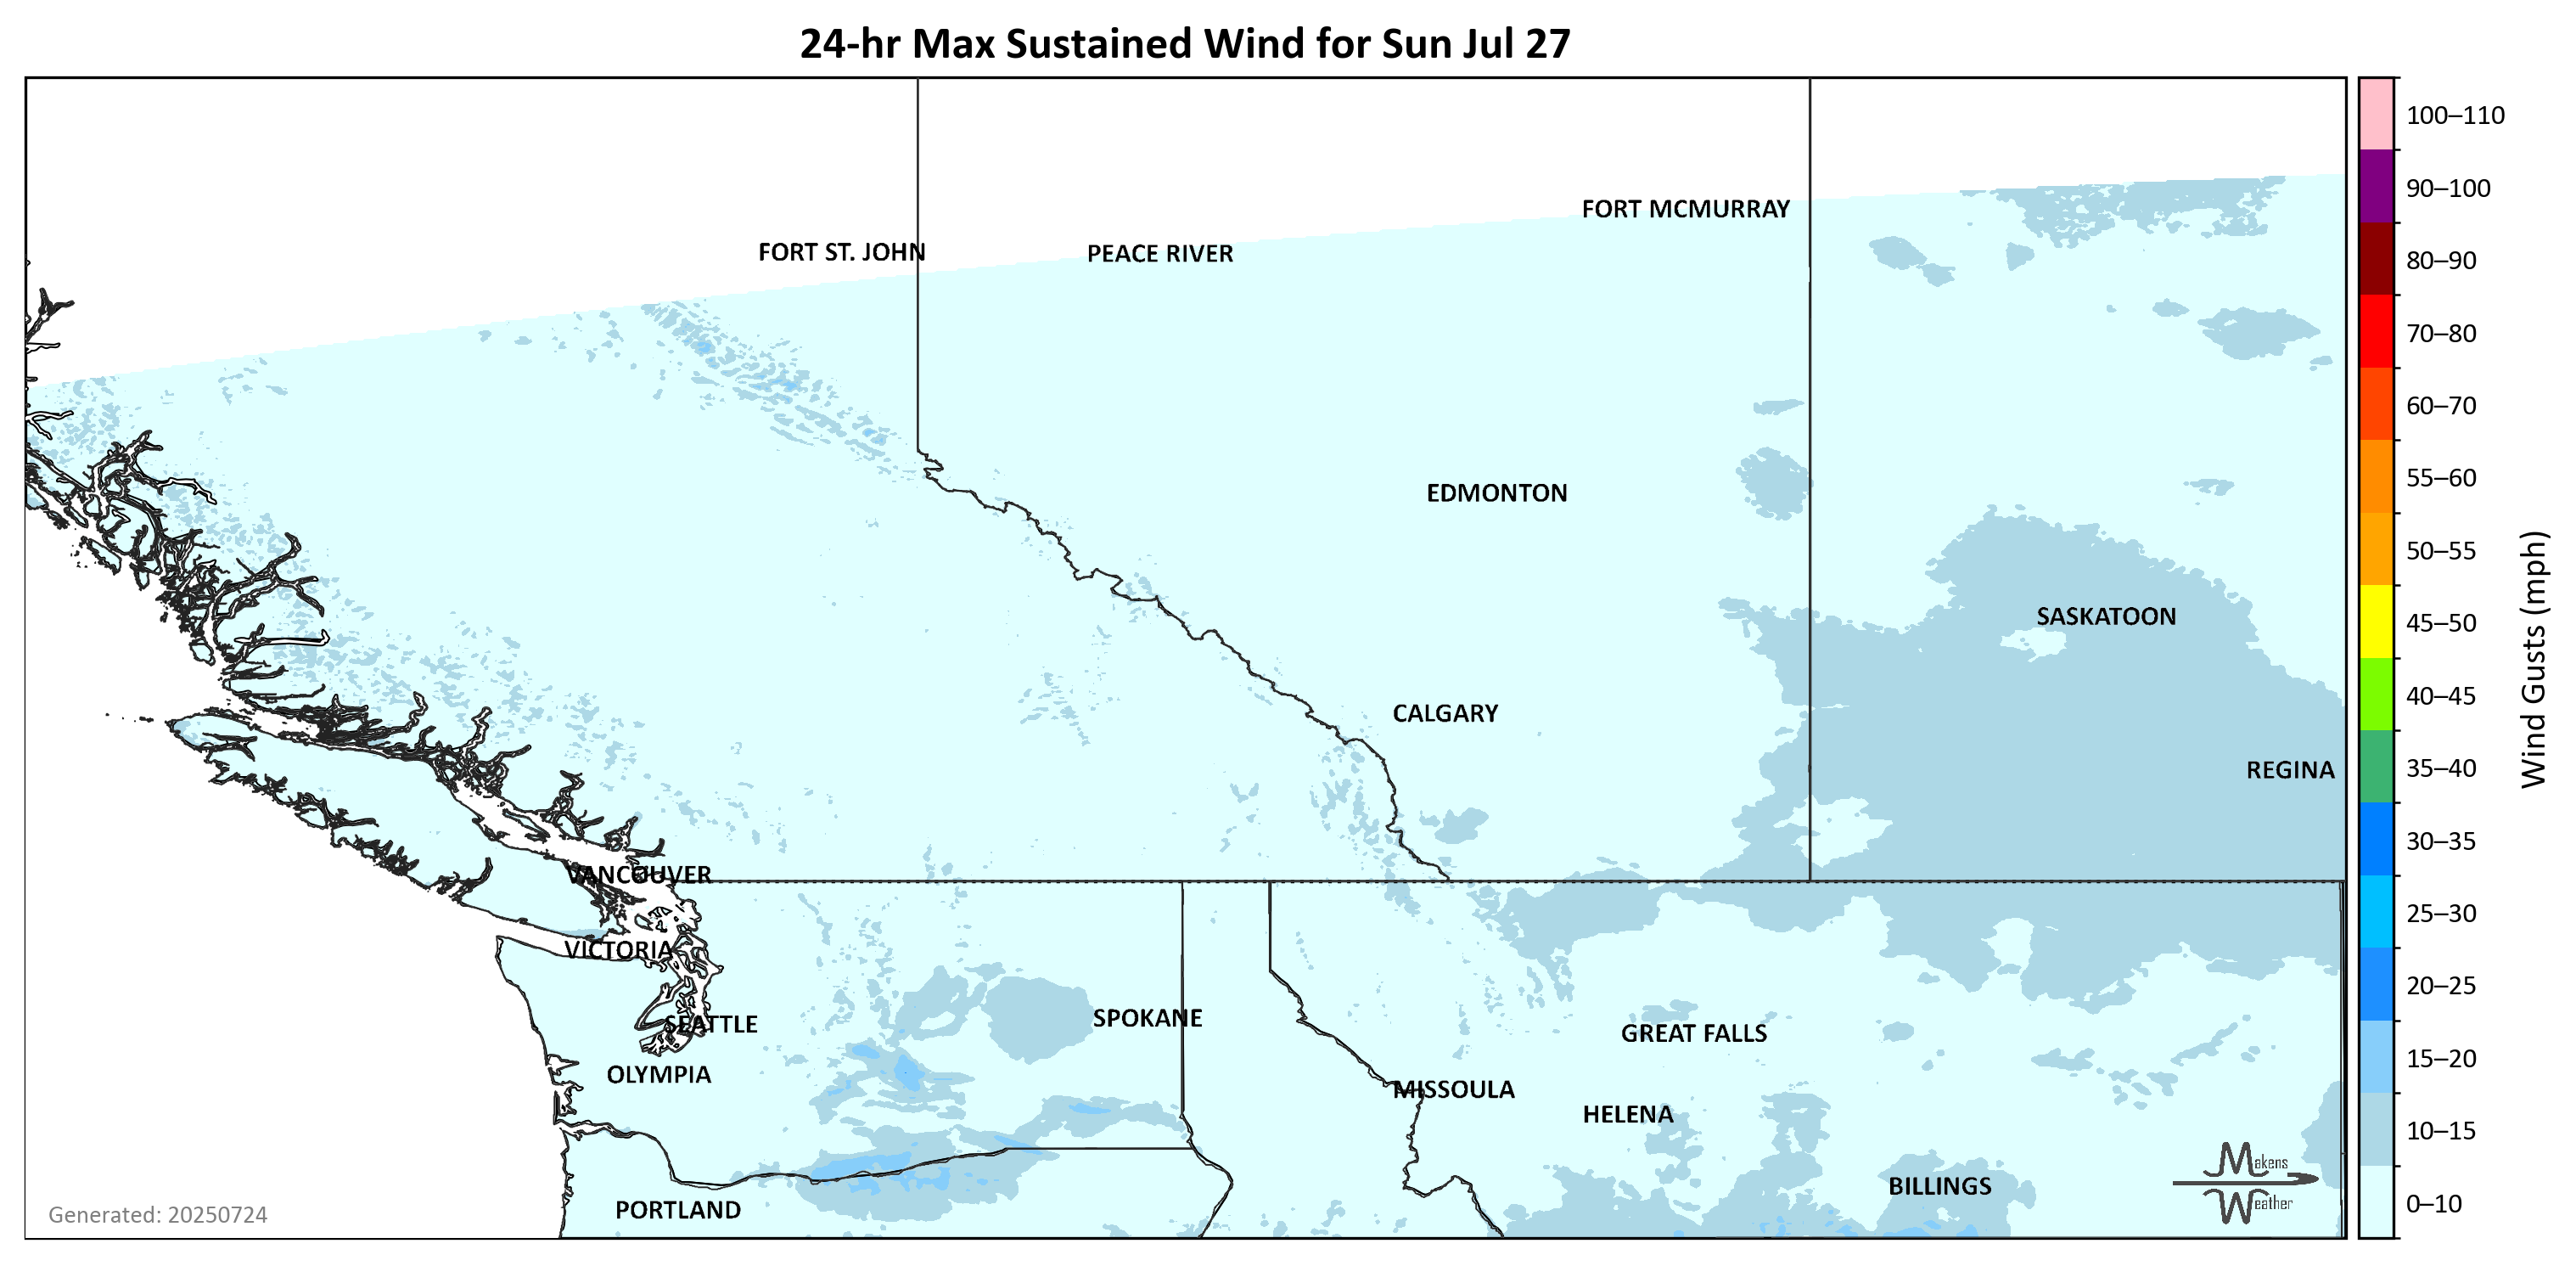 24-hr Max Sustained Wind for Sun Jul 27
100–110
90–100
FORT MCMURRAY
FORT ST. JOHN
PEACE RIVER
80–90
70–80
60–70
EDMONTON
55–60
50–55
SASKATOON
45–50
Wind Gusts (mph)
40–45
CALGARY
REGINA
35–40
30–35
VANCOUVER
25–30
VICTORIA
20–25
SEATTLE
SPOKANE
GREAT FALLS
15–20
OLYMPIA
MISSOULA
HELENA
10–15
Makens
Weather
BILLINGS
PORTLAND
0–10
Generated: 20250724